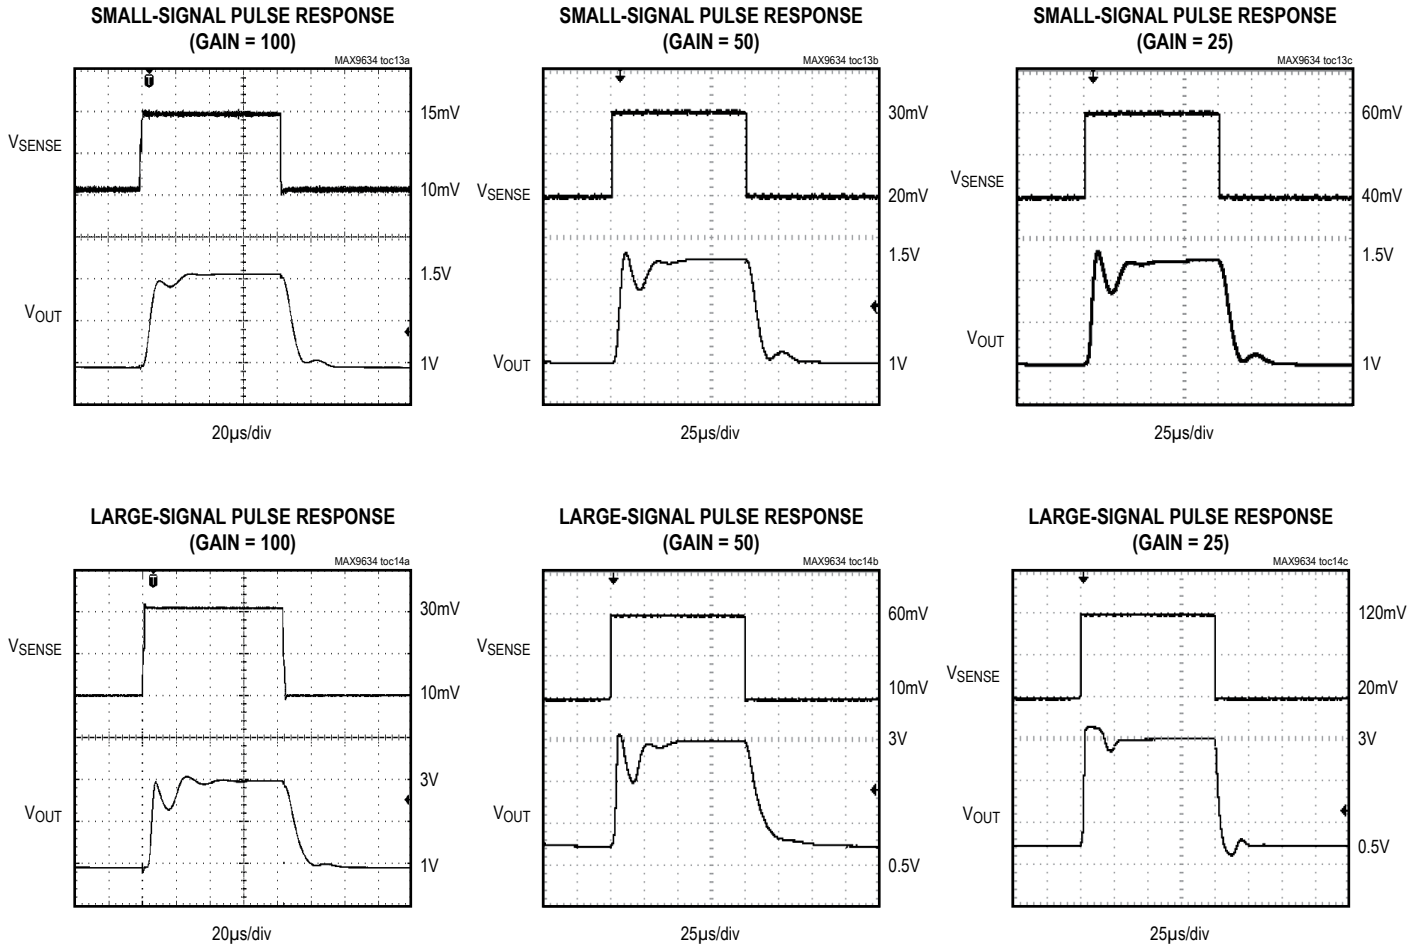 SMALL-SIGNAL PULSE RESPONSE
(GAIN = 100)
MAX9634 toc13a
T
15mV
VSENSE
10mV
1.5V
VOUT
1V
20µs/div
SMALL-SIGNAL PULSE RESPONSE
(GAIN = 50)
MAX9634 toc13b
30mV
VSENSE
20mV
1.5V
VOUT
1V
25µs/div
SMALL-SIGNAL PULSE RESPONSE
(GAIN = 25)
MAX9634 toc13c
60mV
VSENSE
40mV
1.5V
VOUT
1V
25µs/div
LARGE-SIGNAL PULSE RESPONSE
(GAIN = 100)
MAX9634 toc14a
T
30mV
VSENSE
10mV
3V
VOUT
1V
20µs/div
LARGE-SIGNAL PULSE RESPONSE
(GAIN = 50)
MAX9634 toc14b
60mV
VSENSE
10mV
3V
VOUT
0.5V
25µs/div
LARGE-SIGNAL PULSE RESPONSE
(GAIN = 25)
MAX9634 toc14c
120mV
VSENSE
20mV
3V
VOUT
0.5V
25µs/div